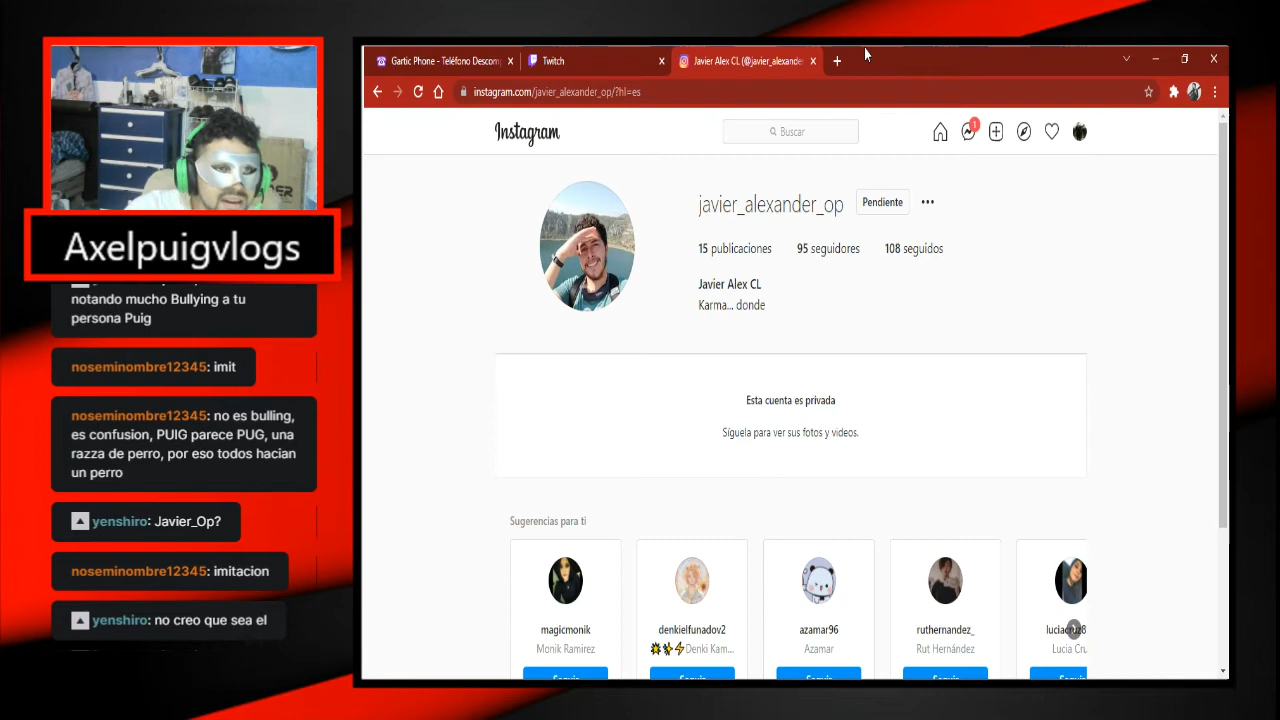 Axelpuigvlogs
notando mucho Bullying a tu
persona Puig
noseminombre12345: imit
noseminombre12345: no es bulling,
es confusion, PUIG parece PUG, una
razza de perro, por eso todos hacian
un perro
yenshiro: Javier_Op?
noseminombre12345: imitacion
yenshiro: no creo que sea el
Gartic Phone - Teléfono Descomp
Twitch
Javier Alex CL (@javier_alexande
instagram.com/javier_alexander_op/?hl=es
Instagram
Buscar
1
javier_alexander_op
Pendiente
15 publicaciones
95 seguidores
108 seguidos
Javier Alex CL
Karma... donde
Esta cuenta es privada
Síguela para ver sus fotos y videos.
Sugerencias para ti
magicmonik
Monik Ramirez
denkielfunadov2
Denki Kam...
azamar96
Azamar
ruthernandez_
Rut Hernández
Lucia Cru